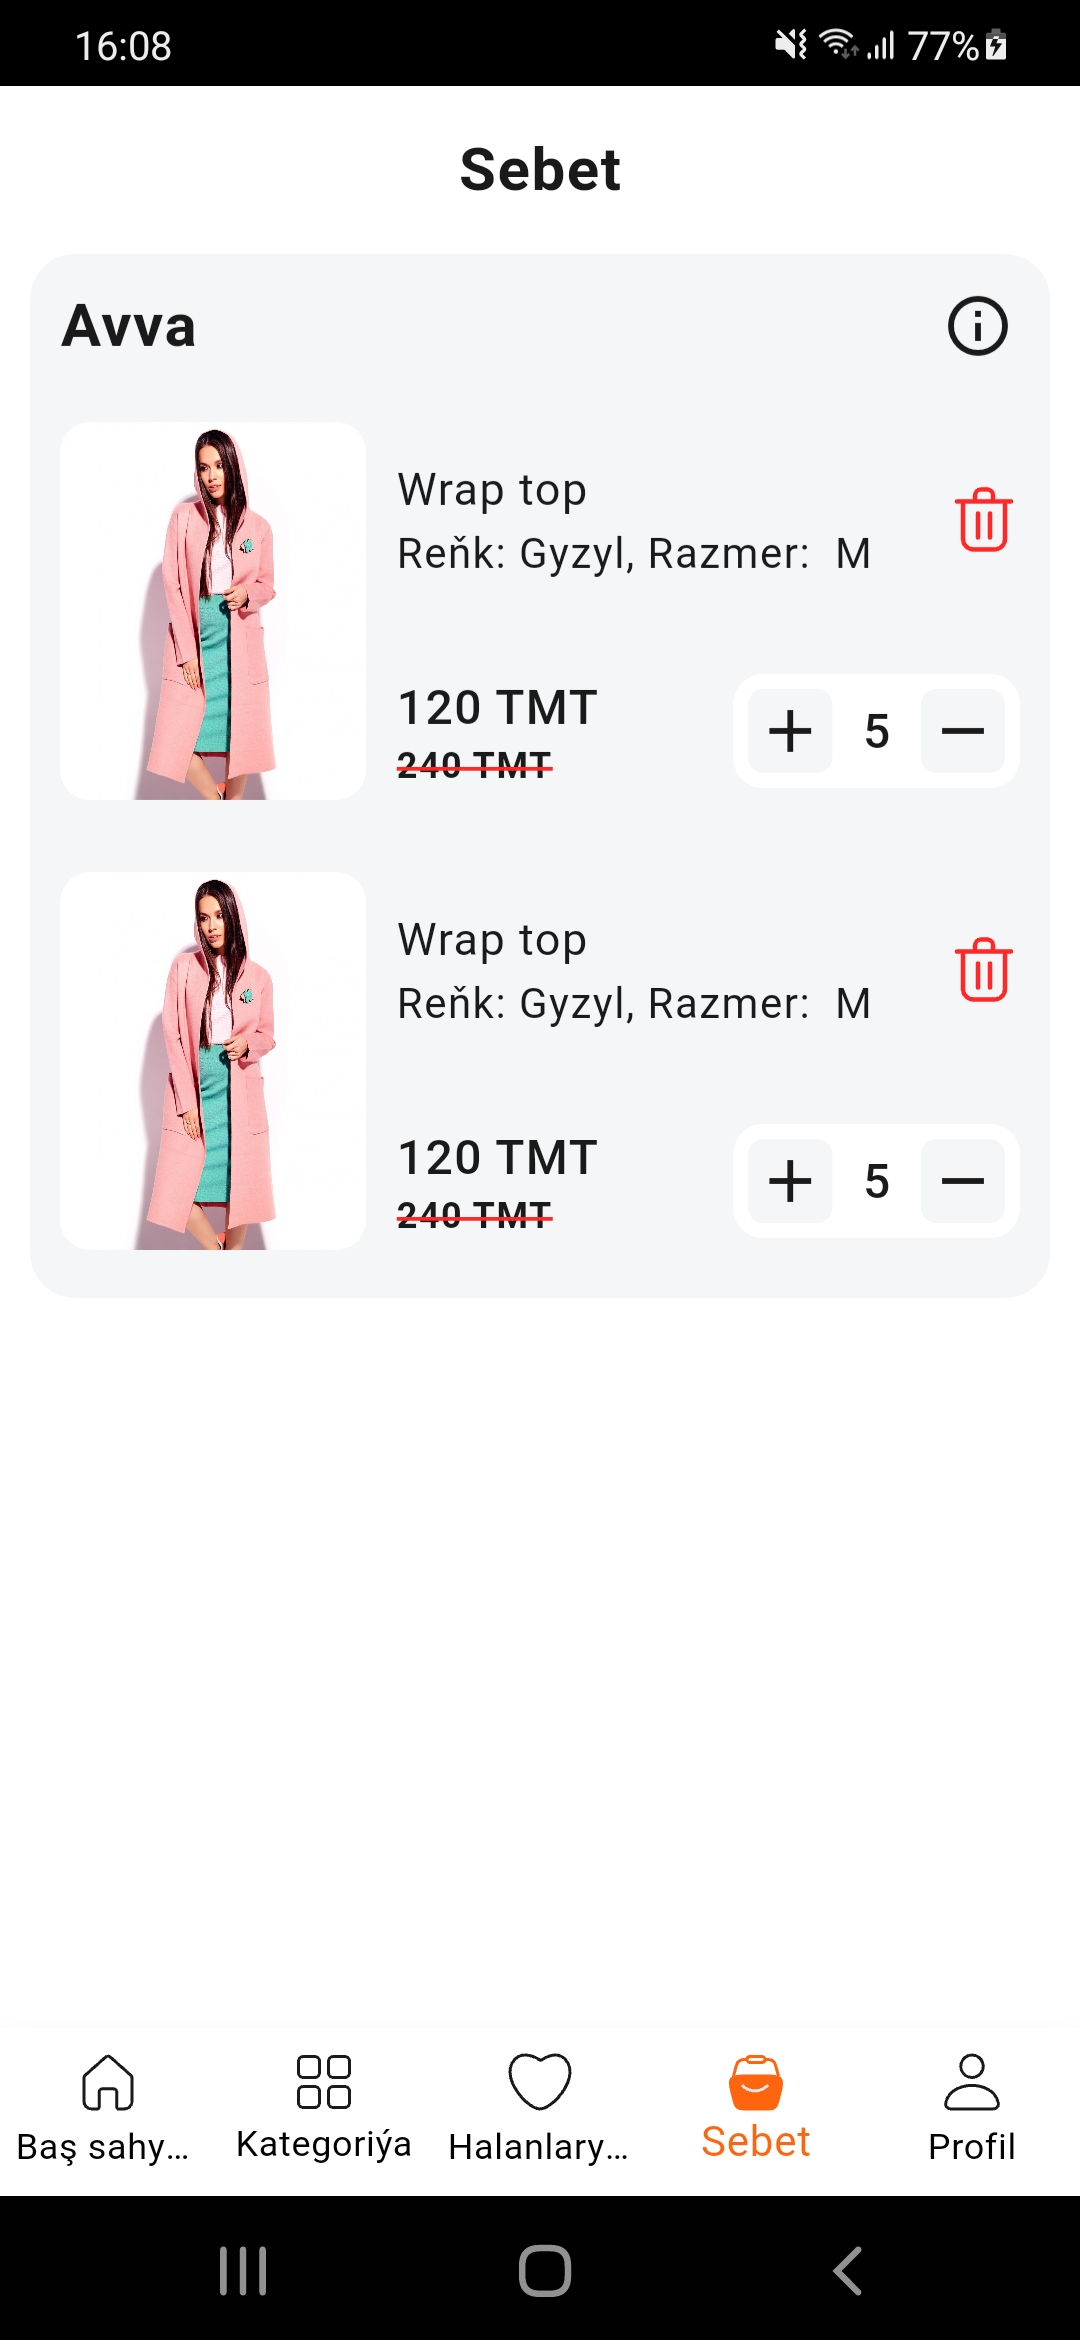 16:08 77%
Sebet
Avva
Wrap top
Reňk: Gyzyl, Razmer: M
120 TMT
240 TMT
5
Wrap top
Reňk: Gyzyl, Razmer: M
120 TMT
240 TMT
5
Baş sahy... Kategoriýa Halanlary... Sebet Profil